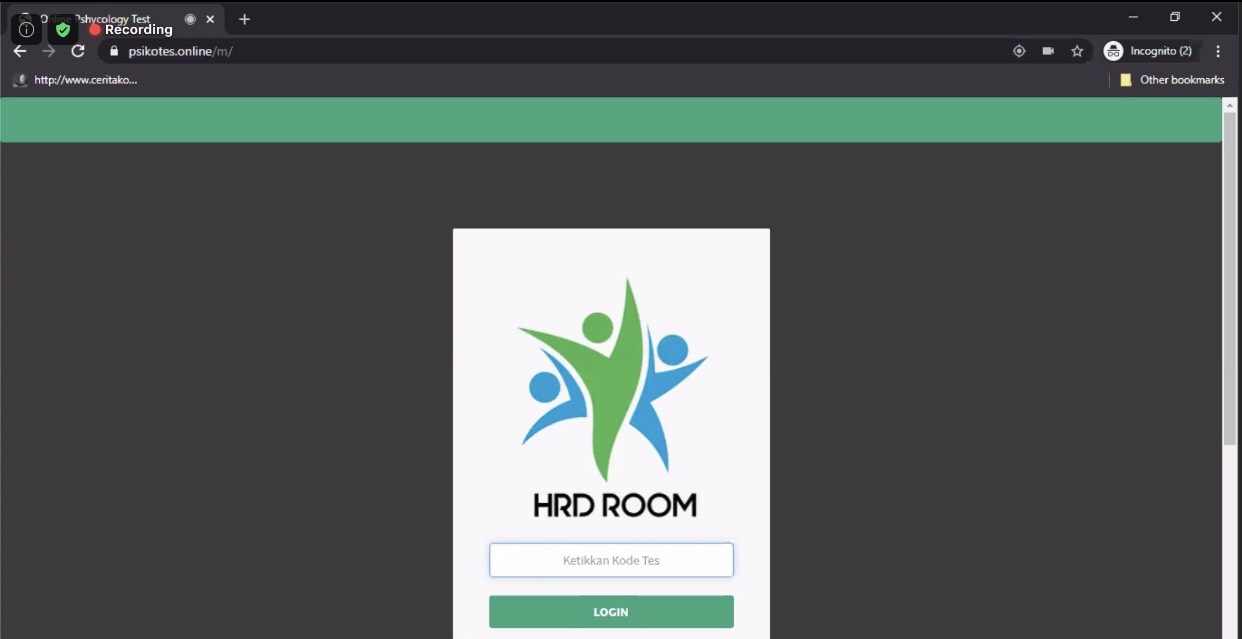 Online Pshycology Test
Recording
psikotes.online/m/
Incognito (2)
http://www.ceritako...
Other bookmarks
HRD ROOM
Ketikkan Kode Tes
LOGIN